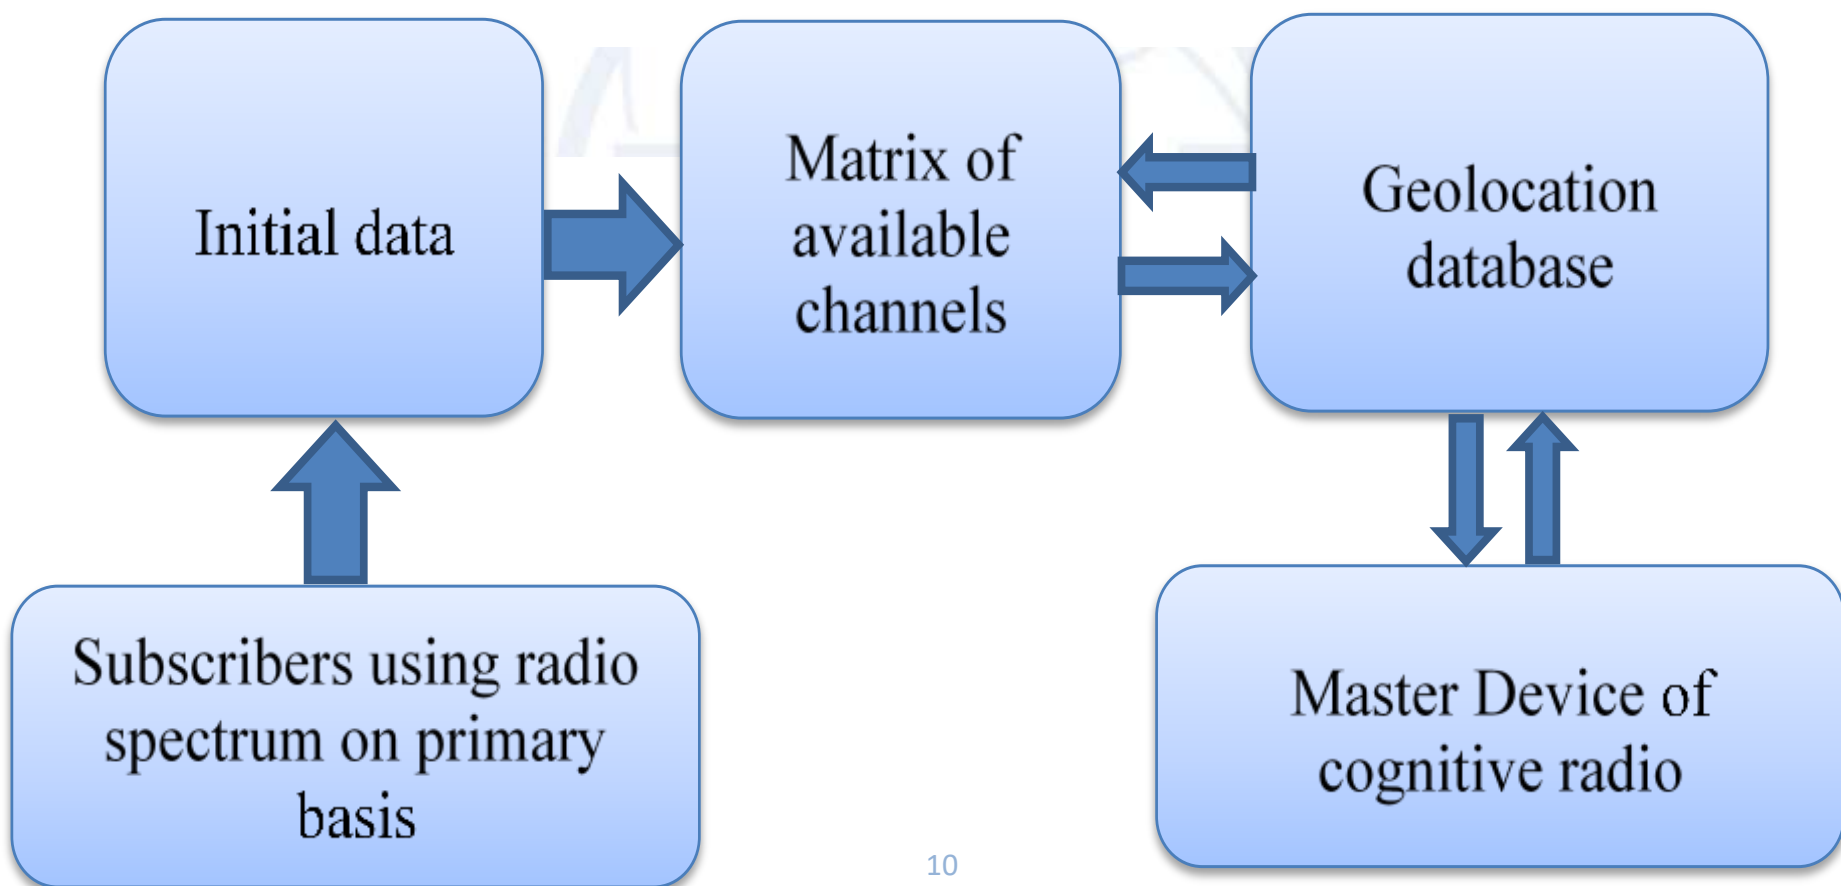 Initial data
Matrix of
available
channels
Geolocation
database
Subscribers using radio
spectrum on primary
basis
Master Device of
cognitive radio
10